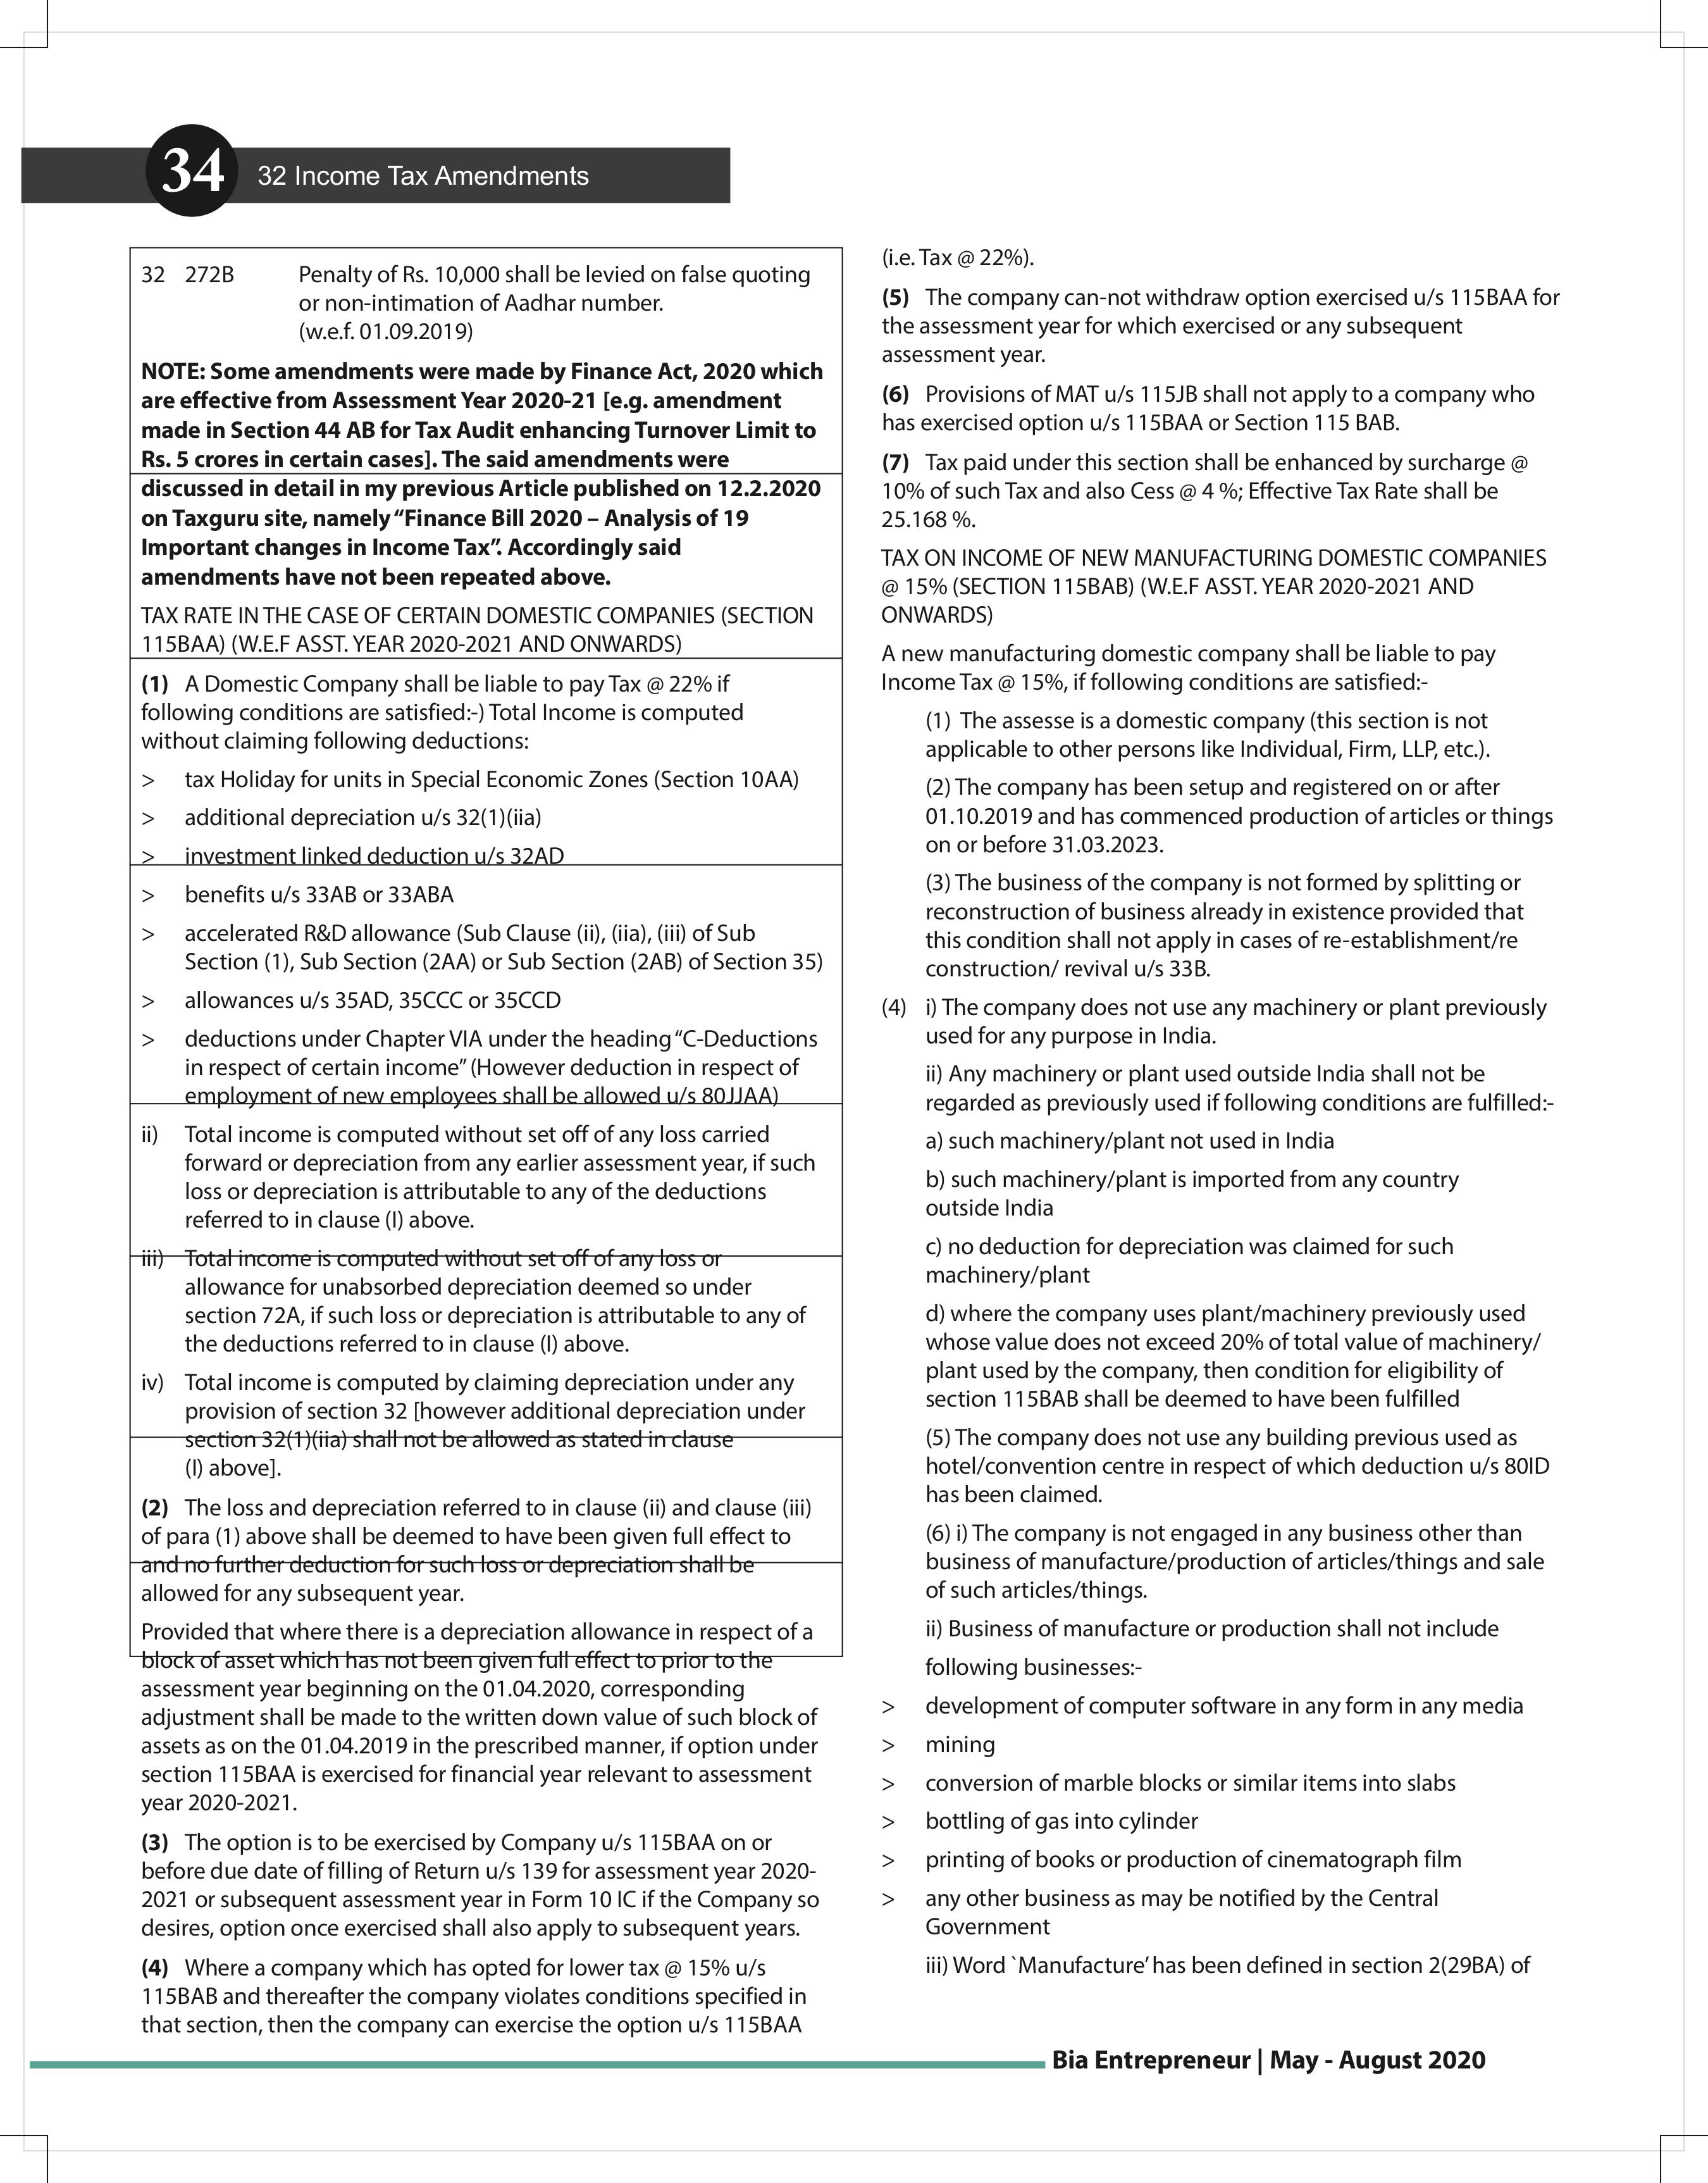 34
32 Income Tax Amendments
32 272B Penalty of Rs. 10,000 shall be levied on false quoting
or non-intimation of Aadhar number.
(w.e.f. 01.09.2019)
NOTE: Some amendments were made by Finance Act, 2020 which
are effective from Assessment Year 2020-21 [e.g. amendment
made in Section 44 AB for Tax Audit enhancing Turnover Limit to
Rs. 5 crores in certain cases]. The said amendments were
discussed in detail in my previous Article published on 12.2.2020
on Taxguru site, namely “Finance Bill 2020 – Analysis of 19
Important changes in Income Tax”. Accordingly said
amendments have not been repeated above.
TAX RATE IN THE CASE OF CERTAIN DOMESTIC COMPANIES (SECTION
115BAA) (W.E.F ASST. YEAR 2020-2021 AND ONWARDS)
(1) A Domestic Company shall be liable to pay Tax @ 22% if
following conditions are satisfied:-) Total Income is computed
without claiming following deductions:
> tax Holiday for units in Special Economic Zones (Section 10AA)
> additional depreciation u/s 32(1)(iia)
> investment linked deduction u/s 32AD
> benefits u/s 33AB or 33ABA
> accelerated R&D allowance (Sub Clause (ii), (iia), (iii) of Sub
Section (1), Sub Section (2AA) or Sub Section (2AB) of Section 35)
> allowances u/s 35AD, 35CCC or 35CCD
> deductions under Chapter VIA under the heading “C-Deductions
in respect of certain income” (However deduction in respect of
employment of new employees shall be allowed u/s 80JJAA)
ii) Total income is computed without set off of any loss carried
forward or depreciation from any earlier assessment year, if such
loss or depreciation is attributable to any of the deductions
referred to in clause (I) above.
iii) Total income is computed without set off of any loss or
allowance for unabsorbed depreciation deemed so under
section 72A, if such loss or depreciation is attributable to any of
the deductions referred to in clause (I) above.
iv) Total income is computed by claiming depreciation under any
provision of section 32 [however additional depreciation under
section 32(1)(iia) shall not be allowed as stated in clause
(I) above].
(2) The loss and depreciation referred to in clause (ii) and clause (iii)
of para (1) above shall be deemed to have been given full effect to
and no further deduction for such loss or depreciation shall be
allowed for any subsequent year.
Provided that where there is a depreciation allowance in respect of a
block of asset which has not been given full effect to prior to the
assessment year beginning on the 01.04.2020, corresponding
adjustment shall be made to the written down value of such block of
assets as on the 01.04.2019 in the prescribed manner, if option under
section 115BAA is exercised for financial year relevant to assessment
year 2020-2021.
(3) The option is to be exercised by Company u/s 115BAA on or
before due date of filling of Return u/s 139 for assessment year 2020-
2021 or subsequent assessment year in Form 10 IC if the Company so
desires, option once exercised shall also apply to subsequent years.
(4) Where a company which has opted for lower tax @ 15% u/s
115BAB and thereafter the company violates conditions specified in
that section, then the company can exercise the option u/s 115BAA
(i.e. Tax @ 22%).
(5) The company can-not withdraw option exercised u/s 115BAA for
the assessment year for which exercised or any subsequent
assessment year.
(6) Provisions of MAT u/s 115JB shall not apply to a company who
has exercised option u/s 115BAA or Section 115 BAB.
(7) Tax paid under this section shall be enhanced by surcharge @
10% of such Tax and also Cess @ 4 %; Effective Tax Rate shall be
25.168 %.
TAX ON INCOME OF NEW MANUFACTURING DOMESTIC COMPANIES
@ 15% (SECTION 115BAB) (W.E.F ASST. YEAR 2020-2021 AND
ONWARDS)
A new manufacturing domestic company shall be liable to pay
Income Tax @ 15%, if following conditions are satisfied:-
(1) The assesse is a domestic company (this section is not
applicable to other persons like Individual, Firm, LLP, etc.).
(2) The company has been setup and registered on or after
01.10.2019 and has commenced production of articles or things
on or before 31.03.2023.
(3) The business of the company is not formed by splitting or
reconstruction of business already in existence provided that
this condition shall not apply in cases of re-establishment/re
construction/ revival u/s 33B.
(4) i) The company does not use any machinery or plant previously
used for any purpose in India.
ii) Any machinery or plant used outside India shall not be
regarded as previously used if following conditions are fulfilled:-
a) such machinery/plant not used in India
b) such machinery/plant is imported from any country
outside India
c) no deduction for depreciation was claimed for such
machinery/plant
d) where the company uses plant/machinery previously used
whose value does not exceed 20% of total value of machinery/
plant used by the company, then condition for eligibility of
section 115BAB shall be deemed to have been fulfilled
(5) The company does not use any building previous used as
hotel/convention centre in respect of which deduction u/s 80ID
has been claimed.
(6) i) The company is not engaged in any business other than
business of manufacture/production of articles/things and sale
of such articles/things.
ii) Business of manufacture or production shall not include
following businesses:-
> development of computer software in any form in any media
> mining
> conversion of marble blocks or similar items into slabs
> bottling of gas into cylinder
> printing of books or production of cinematograph film
> any other business as may be notified by the Central
Government
iii) Word `Manufacture’ has been defined in section 2(29BA) of
Bia Entrepreneur | May - August 2020